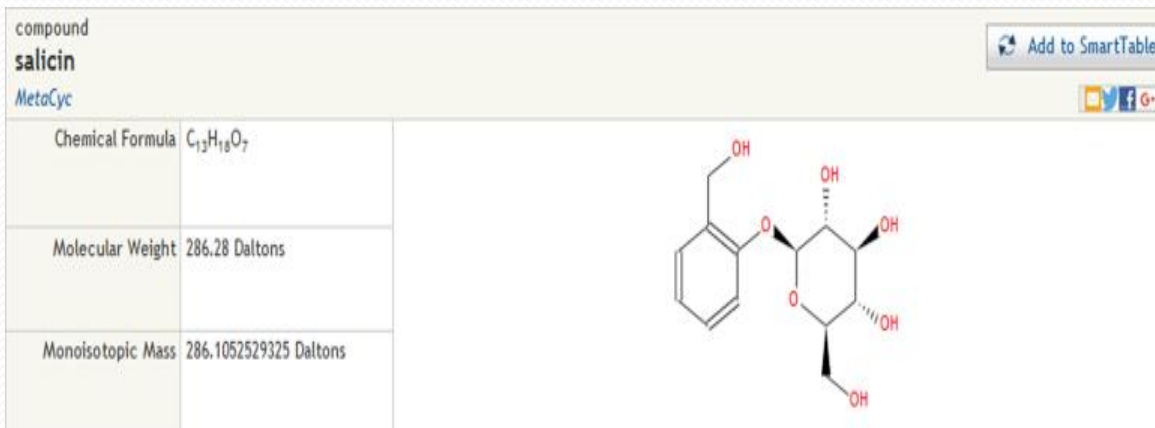 compound
salicin
Add to SmartTable
MetaCyc
G+
Chemical Formula C₁₃H₁₈O₇
Molecular Weight 286.28 Daltons
Monoisotopic Mass 286.1052529325 Daltons
OH
OH
O
OH
O
OH
OH